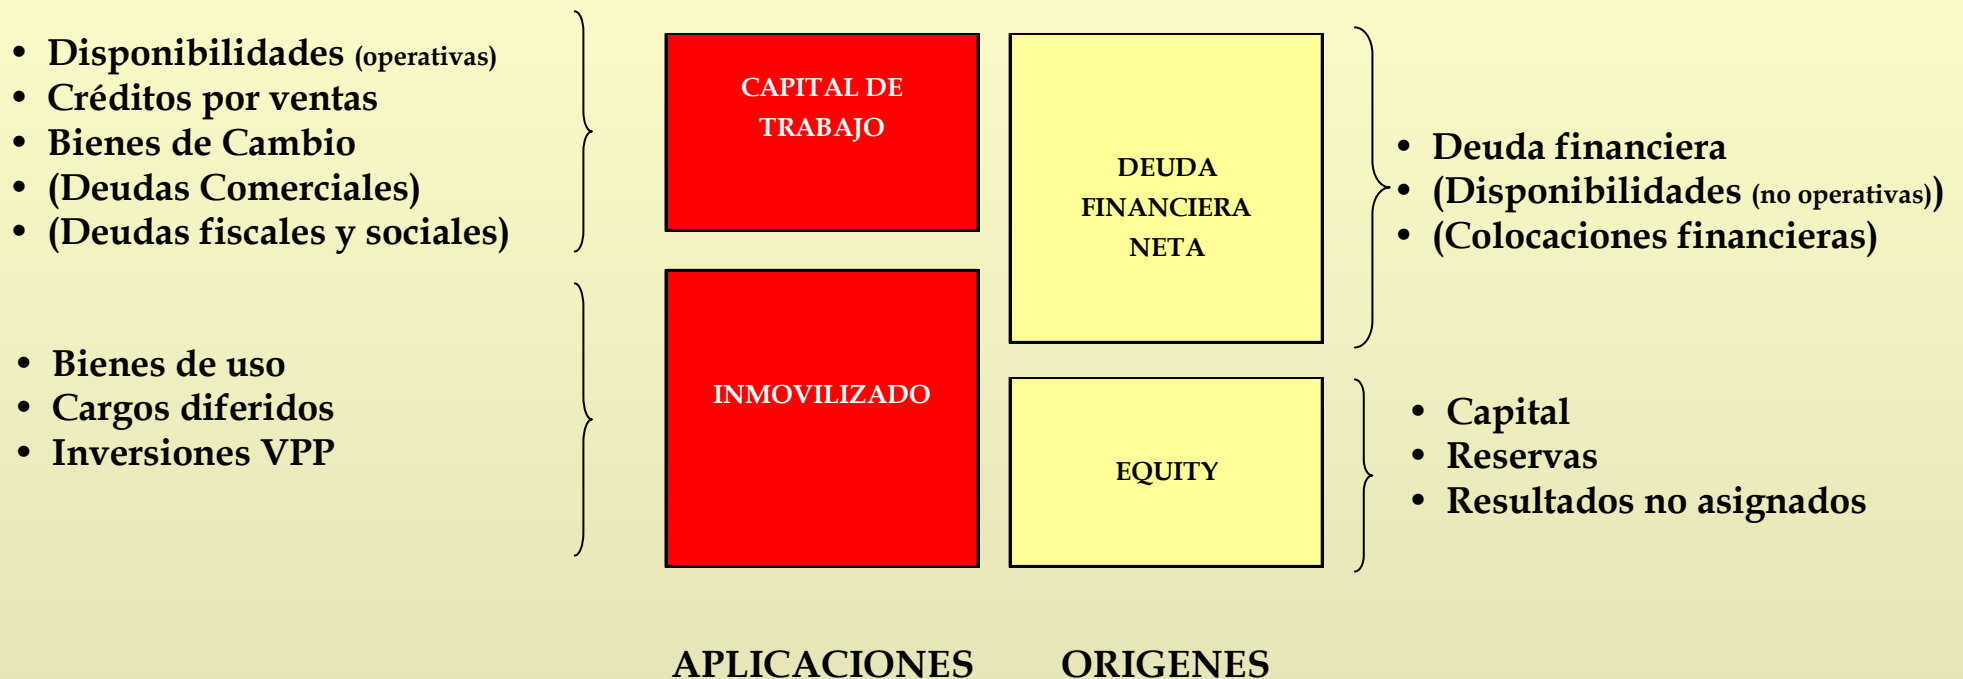 • Disponibilidades (operativas)
• Créditos por ventas
• Bienes de Cambio
• (Deudas Comerciales)
• (Deudas fiscales y sociales)
• Bienes de uso
• Cargos diferidos
• Inversiones VPP
CAPITAL DE
TRABAJO
INMOVILIZADO
DEUDA
FINANCIERA
NETA
EQUITY
• Deuda financiera
• (Disponibilidades (no operativas))
• (Colocaciones financieras)
• Capital
• Reservas
• Resultados no asignados
APLICACIONES
ORIGENES